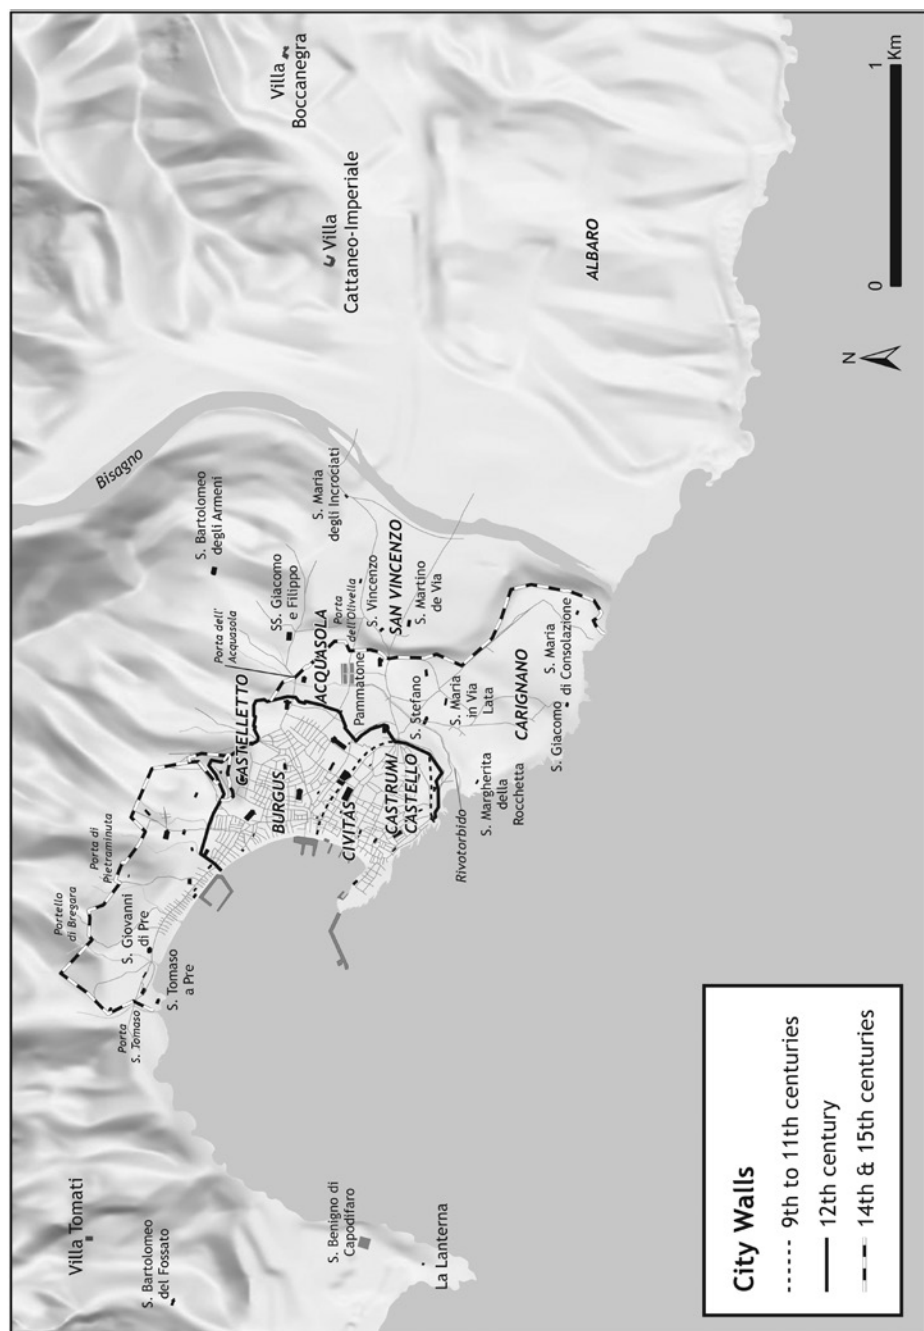 Villa Tomati
S. Bartolomeo
del Fossato
S. Benigno di
Capodifaro
La Lanterna
Porta
S. Tomaso
S. Tomaso
a Pre
Portello
di Bregara
S. Giovanni
di Pre
Porta di
Pietraminuta
CASTELLETTO
BURGUS
CIVITAS
CASTRUM/
CASTELLO
Rivotorbido
Porta dell'
Acquasola
ACQUASOLA
Pammatone
Porta
dell'Olivella
SS. Giacomo
e Filippo
S. Bartolomeo
degli Armeni
Bisagno
S. Maria
degli Incrociati
S. Vincenzo
SAN VINCENZO
S. Martino
de Via
S. Stefano
S. Maria
in Via
Lata
S. Margherita
della
Rocchetta
CARIGNANO
S. Giacomo
S. Maria
di Consolazione
Villa
Boccanegra
Villa
Cattaneo-Imperiale
ALBARO
N
0
1
Km
City Walls
9th to 11th centuries
12th century
14th & 15th centuries